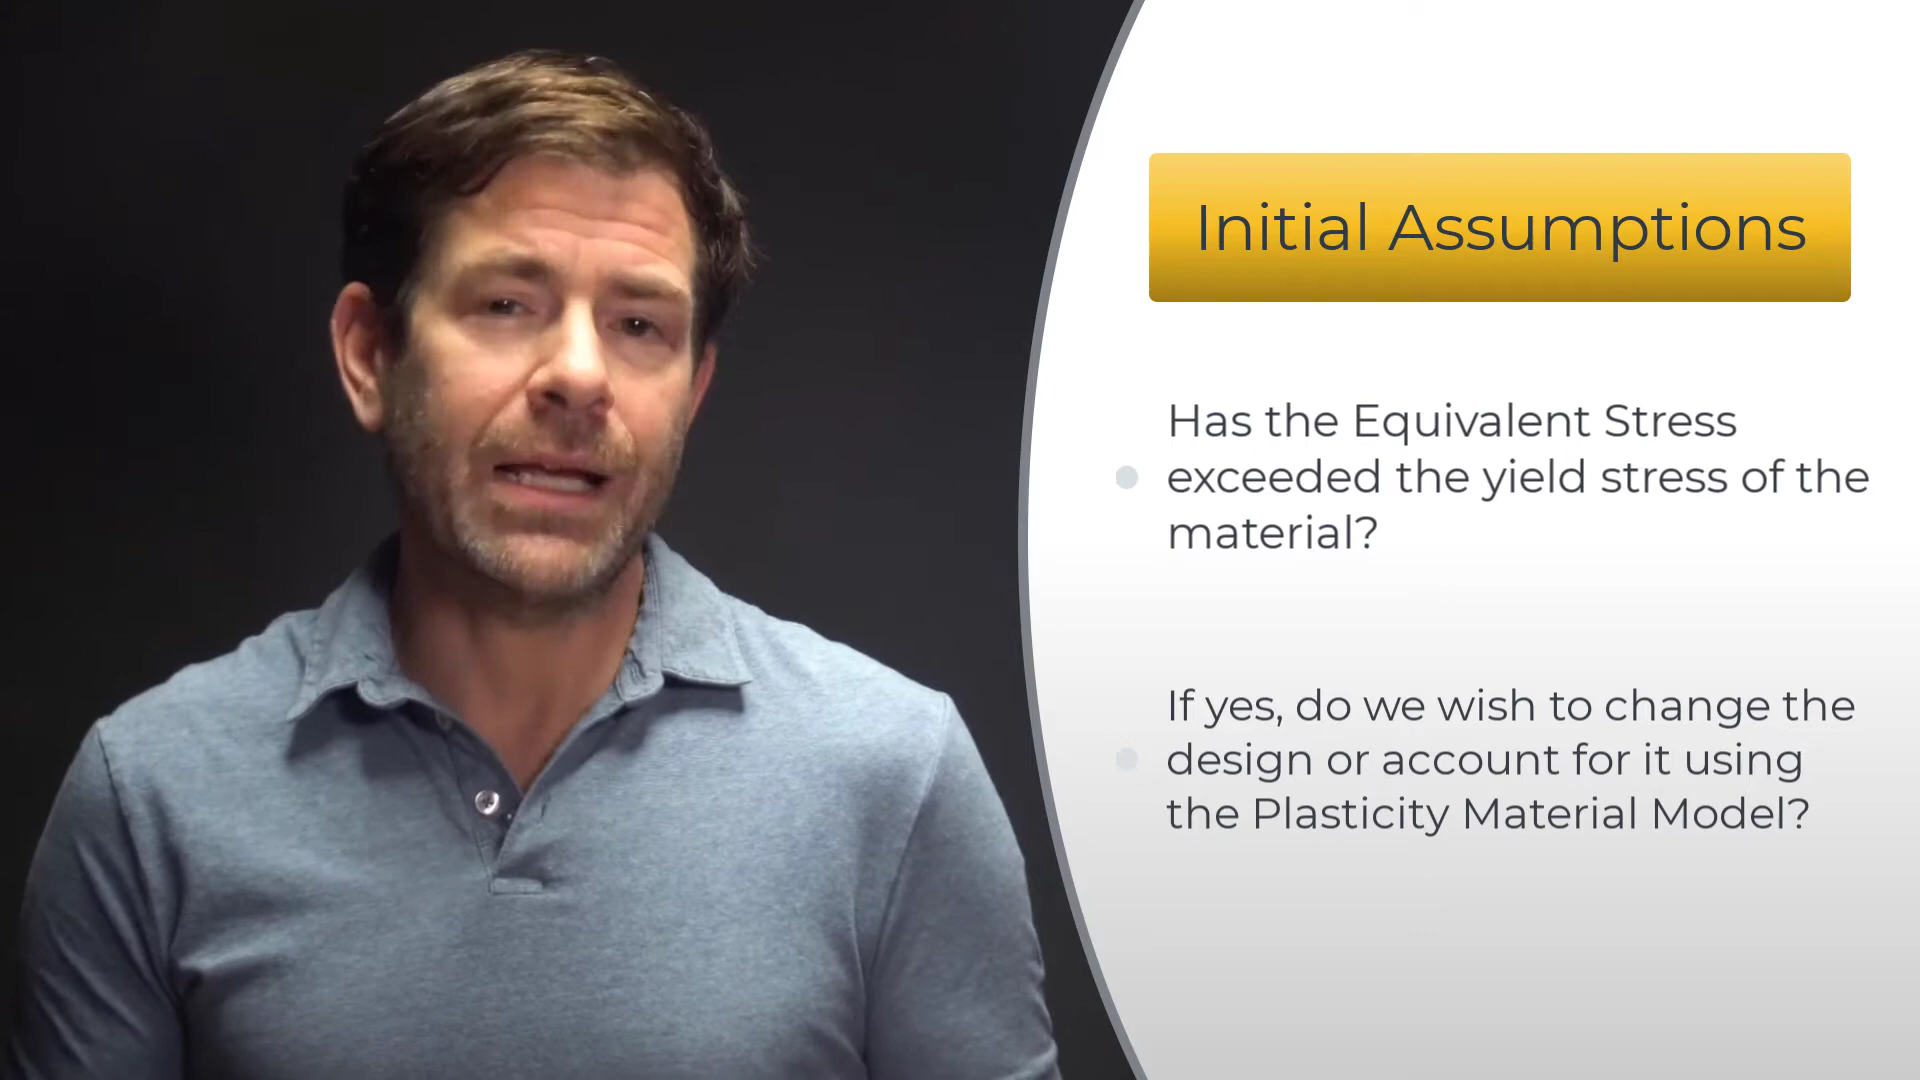 Initial Assumptions
Has the Equivalent Stress
exceeded the yield stress of the
material?
If yes, do we wish to change the
design or account for it using
the Plasticity Material Model?